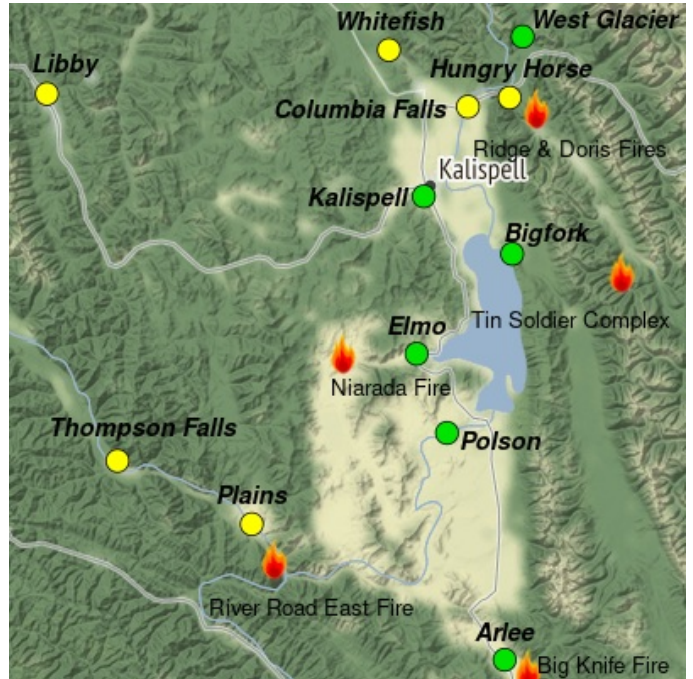 Whitefish
West Glacier
Libby
Hungry Horse
Columbia Falls
Ridge & Doris Fires
Kalispell
Kalispell
Bigfork
Elmo
Tin Soldier Complex
Niarada Fire
Thompson Falls
Polson
Plains
River Road East Fire
Arlee
Big Knife Fire